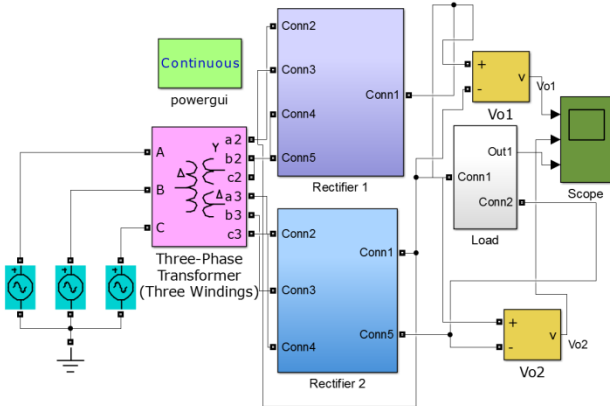 Continuous
powergui
Conn2
Conn3
Conn4
Conn5
Conn1
Rectifier 1
+
-
v
Vo1
Vo1
Scope
A
B
C
Y
Δ
Δ
a2
b2
c2
a3
b3
c3
Three-Phase
Transformer
(Three Windings)
Conn1
Out1
Conn2
Load
Conn2
Conn3
Conn4
Conn1
Conn5
Rectifier 2
+
-
v
Vo2
Vo2
+
+
+